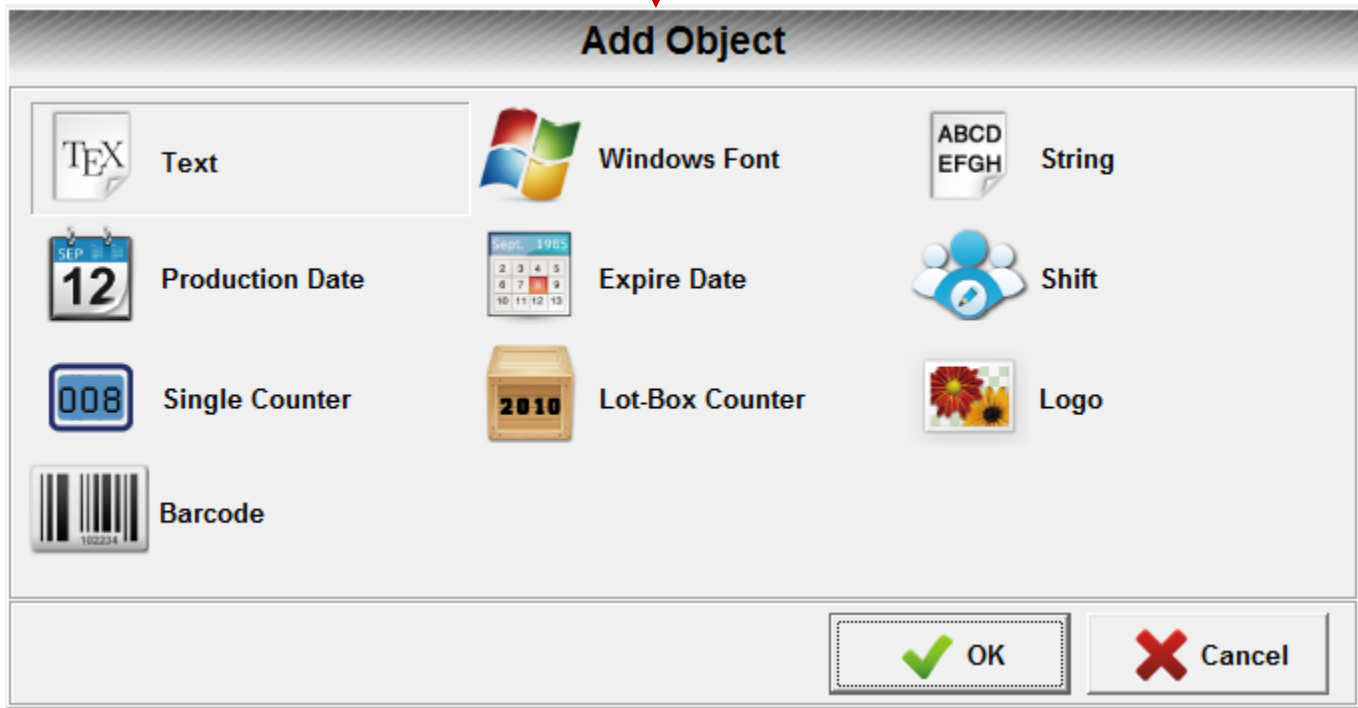 Add Object
TEX Text
Windows Font
ABCD
EFGH
String
SEP
12
Production Date
Sept. 1985
2 3 4 5
6 7 8 9
10 11 12 13
Expire Date
Shift
008
Single Counter
2010
Lot-Box Counter
Logo
102234
Barcode
OK
Cancel